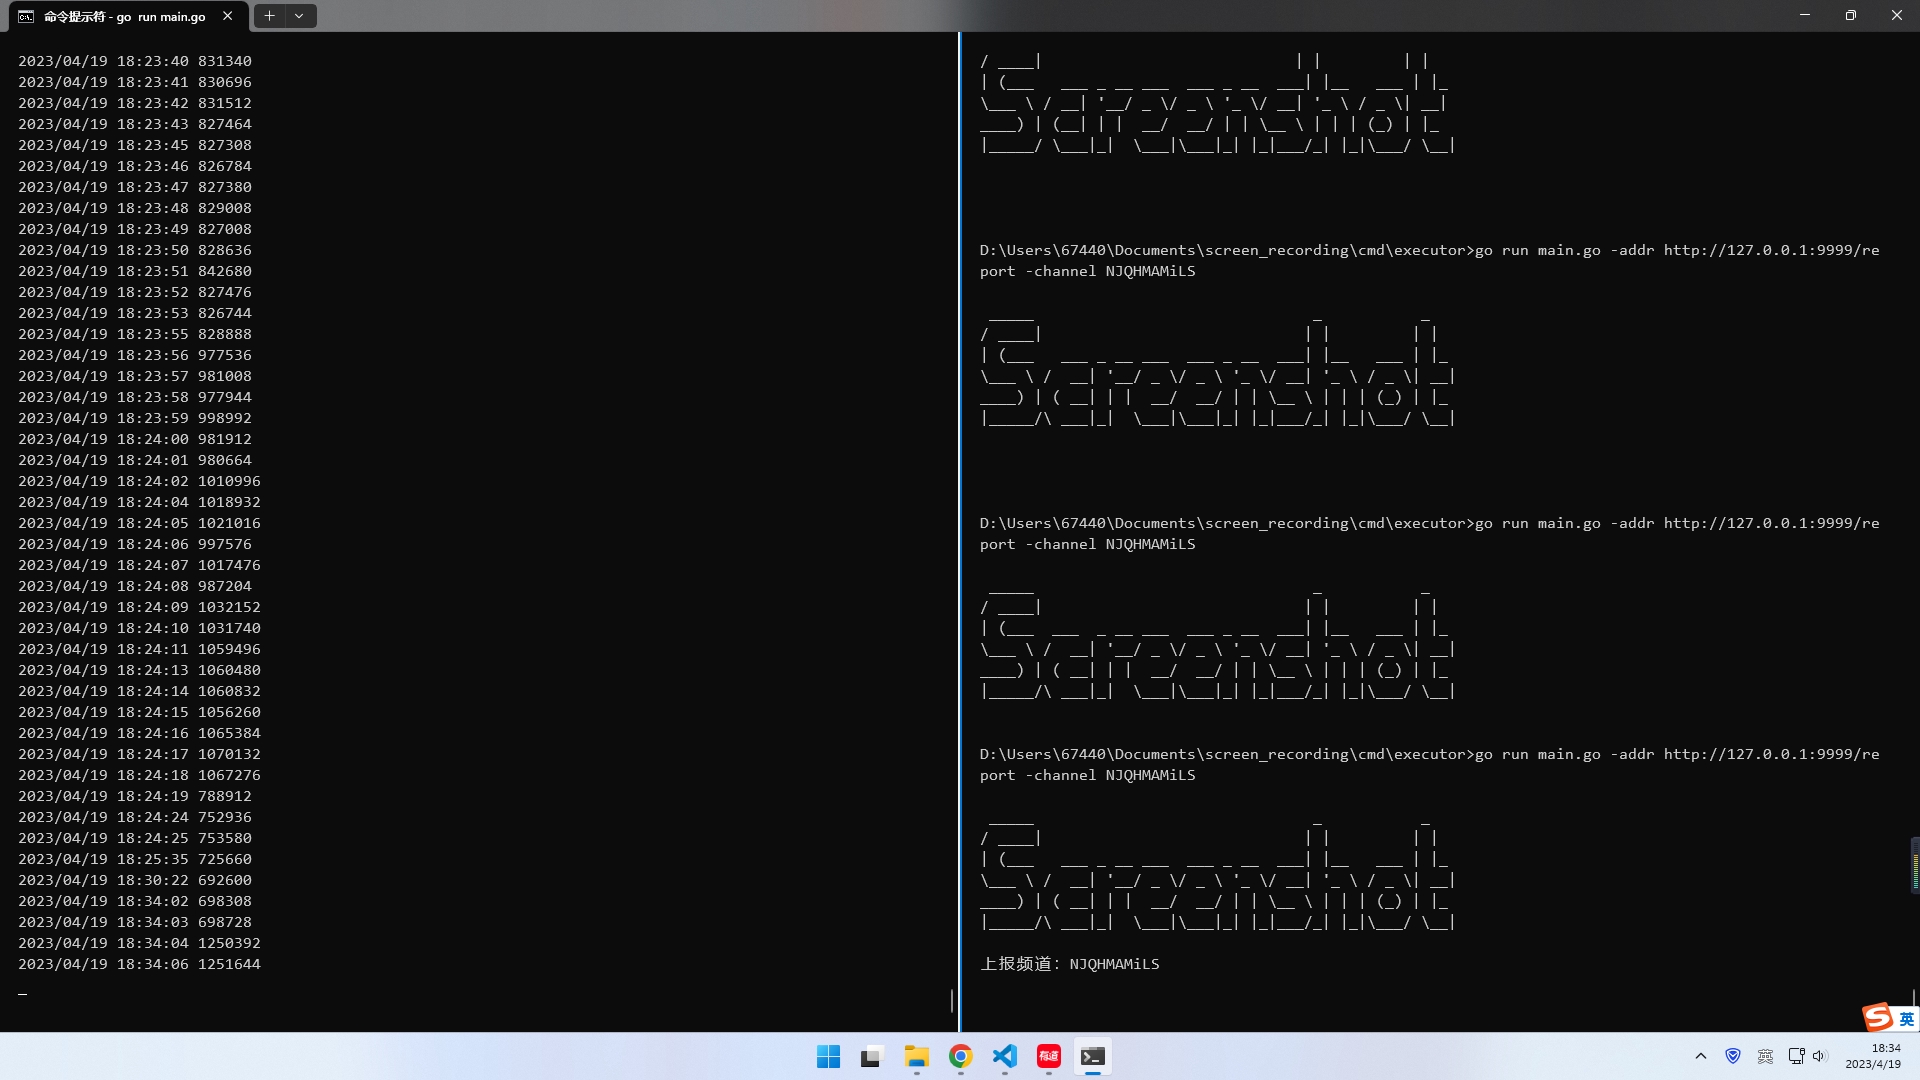 命令提示符 - go  run main.go
2023/04/19 18:23:40 831340
2023/04/19 18:23:41 830696
2023/04/19 18:23:42 831512
2023/04/19 18:23:43 827464
2023/04/19 18:23:45 827308
2023/04/19 18:23:46 826784
2023/04/19 18:23:47 827380
2023/04/19 18:23:48 829008
2023/04/19 18:23:49 827008
2023/04/19 18:23:50 828636
2023/04/19 18:23:51 842680
2023/04/19 18:23:52 827476
2023/04/19 18:23:53 826744
2023/04/19 18:23:55 828888
2023/04/19 18:23:56 977536
2023/04/19 18:23:57 981008
2023/04/19 18:23:58 977944
2023/04/19 18:23:59 998992
2023/04/19 18:24:00 981912
2023/04/19 18:24:01 980664
2023/04/19 18:24:02 1010996
2023/04/19 18:24:04 1018932
2023/04/19 18:24:05 1021016
2023/04/19 18:24:06 997576
2023/04/19 18:24:07 1017476
2023/04/19 18:24:08 987204
2023/04/19 18:24:09 1032152
2023/04/19 18:24:10 1031740
2023/04/19 18:24:11 1059496
2023/04/19 18:24:13 1060480
2023/04/19 18:24:14 1060832
2023/04/19 18:24:15 1056260
2023/04/19 18:24:16 1065384
2023/04/19 18:24:17 1070132
2023/04/19 18:24:18 1067276
2023/04/19 18:24:19 788912
2023/04/19 18:24:24 752936
2023/04/19 18:24:25 753580
2023/04/19 18:25:35 725660
2023/04/19 18:30:22 692600
2023/04/19 18:34:02 698308
2023/04/19 18:34:03 698728
2023/04/19 18:34:04 1250392
2023/04/19 18:34:06 1251644
Screenshot
D:\Users\67440\Documents\screen_recording\cmd\executor>go run main.go -addr http://127.0.0.1:9999/re
port -channel NJQHMAMiLS
Screenshot
D:\Users\67440\Documents\screen_recording\cmd\executor>go run main.go -addr http://127.0.0.1:9999/re
port -channel NJQHMAMiLS
Screenshot
D:\Users\67440\Documents\screen_recording\cmd\executor>go run main.go -addr http://127.0.0.1:9999/re
port -channel NJQHMAMiLS
Screenshot
上报频道: NJQHMAMiLS
英
有道
英
18:34
2023/4/19